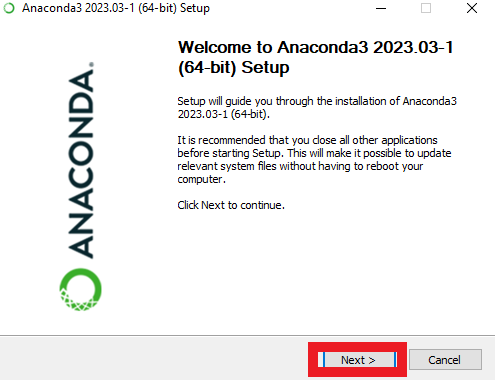 Anaconda3 2023.03-1 (64-bit) Setup
Welcome to Anaconda3 2023.03-1
(64-bit) Setup
Setup will guide you through the installation of Anaconda3
2023.03-1 (64-bit).
It is recommended that you close all other applications
before starting Setup. This will make it possible to update
relevant system files without having to reboot your
computer.
Click Next to continue.
ANACONDA.
Next >
Cancel